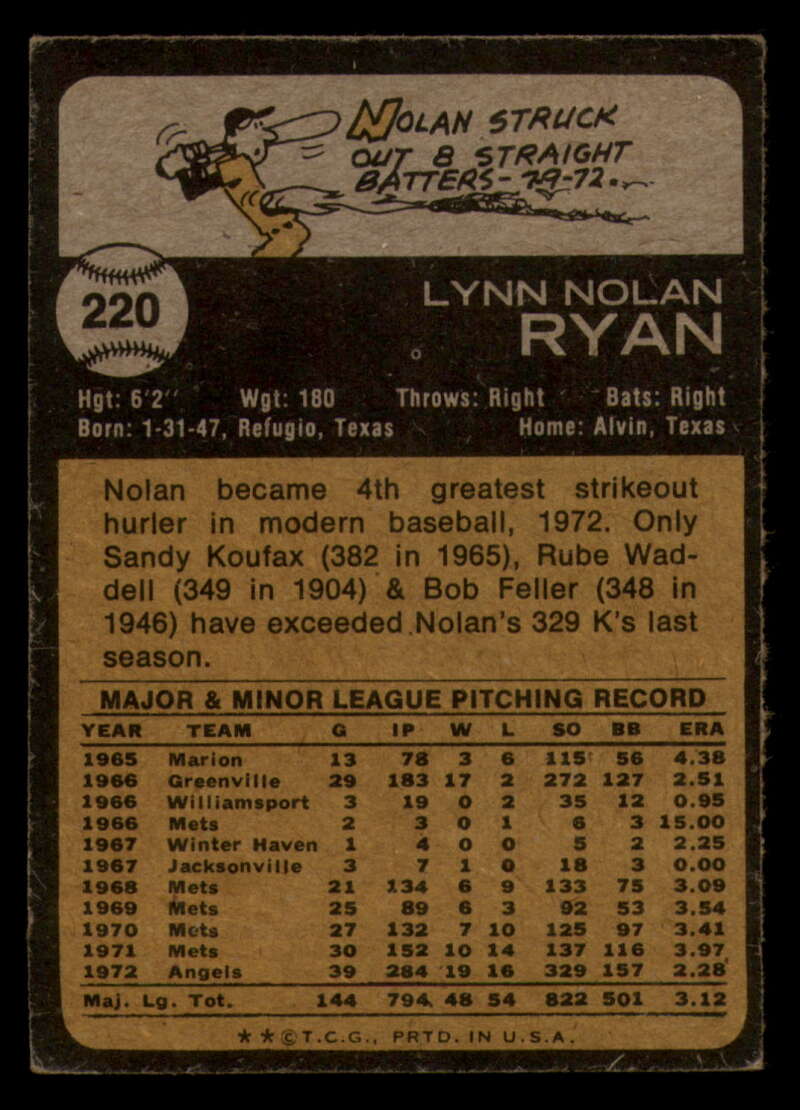 NOLAN STRUCK
OUT 8 STRAIGHT
BATTERS - 7-9-72...
220
LYNN NOLAN
RYAN
Hgt: 6'2" Wgt: 180 Throws: Right Bats: Right
Born: 1-31-47, Refugio, Texas Home: Alvin, Texas
Nolan became 4th greatest strikeout
hurler in modern baseball, 1972. Only
Sandy Koufax (382 in 1965), Rube Wad-
dell (349 in 1904) & Bob Feller (348 in
1946) have exceeded Nolan's 329 K's last
season.
MAJOR & MINOR LEAGUE PITCHING RECORD
YEAR TEAM G IP W L SO BB ERA
1965 Marion 13 78 3 6 115 56 4.38
1966 Greenville 29 183 17 2 272 127 2.51
1966 Williamsport 3 19 0 2 35 12 0.95
1966 Mets 2 3 0 1 6 3 15.00
1967 Winter Haven 1 4 0 0 5 2 2.25
1967 Jacksonville 3 7 1 0 18 3 0.00
1968 Mets 21 134 6 9 133 75 3.09
1969 Mets 25 89 6 3 92 53 3.54
1970 Mets 27 132 7 10 125 97 3.41
1971 Mets 30 152 10 14 137 116 3.97
1972 Angels 39 284 19 16 329 157 2.28
Maj. Lg. Tot. 144 794 48 54 822 501 3.12
**©T.C.G., PRTD. IN U.S.A.